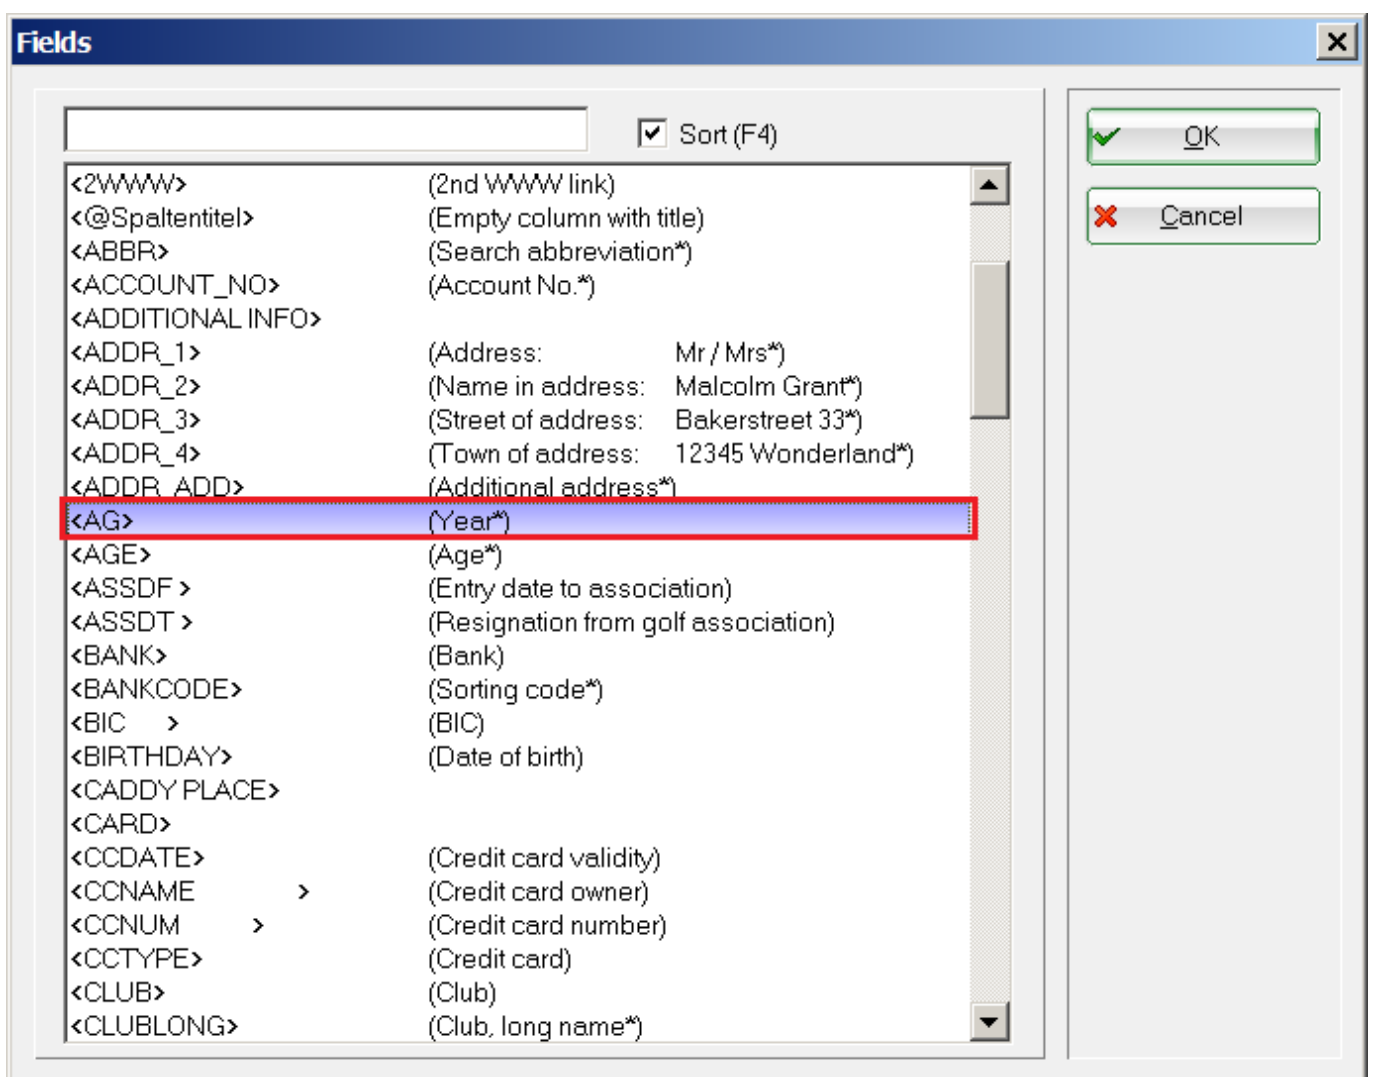 Fields
Sort (F4)
OK
Cancel
<2WWW> (2nd WWW link)
<@Spaltentitel> (Empty column with title)
<ABBR> (Search abbreviation*)
<ACCOUNT_NO> (Account No.*)
<ADDITIONAL INFO>
<ADDR_1> (Address: Mr / Mrs*)
<ADDR_2> (Name in address: Malcolm Grant*)
<ADDR_3> (Street of address: Bakerstreet 33*)
<ADDR_4> (Town of address: 12345 Wonderland*)
<ADDR_ADD> (Additional address*)
<AG> (Year*)
<AGE> (Age*)
<ASSDF > (Entry date to association)
<ASSDT > (Resignation from golf association)
<BANK> (Bank)
<BANKCODE> (Sorting code*)
<BIC > (BIC)
<BIRTHDAY> (Date of birth)
<CADDY PLACE>
<CARD>
<CCDATE> (Credit card validity)
<CCNAME > (Credit card owner)
<CCNUM > (Credit card number)
<CCTYPE> (Credit card)
<CLUB> (Club)
<CLUBLONG> (Club, long name*)